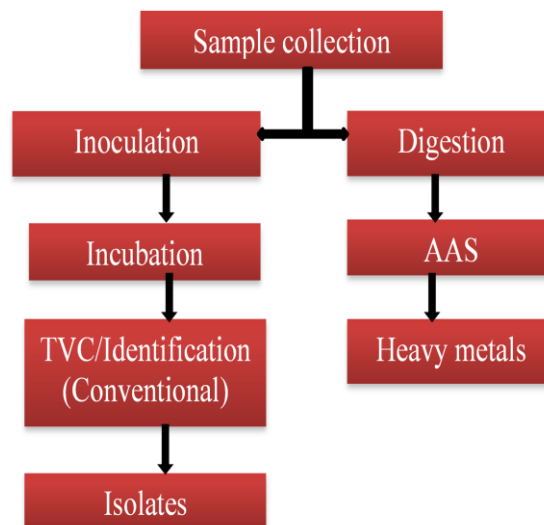 Sample collection
Inoculation
Digestion
Incubation
AAS
TVC/Identification
(Conventional)
Heavy metals
Isolates